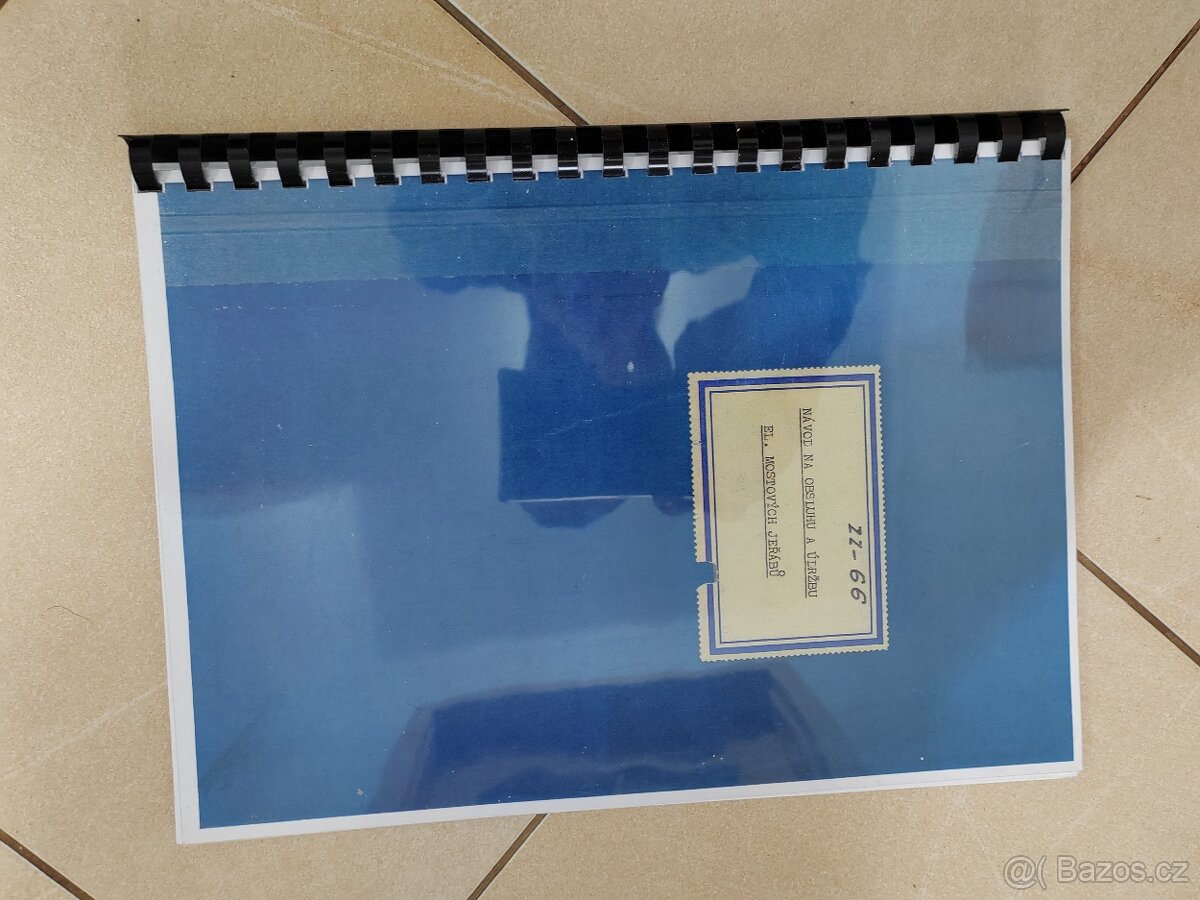 ZZ-66
NÁVOD NA OBSLUHU A ÚDRŽBU
EL. MOSTOVÝCH JEŘÁBŮ
@( Bazos.cz